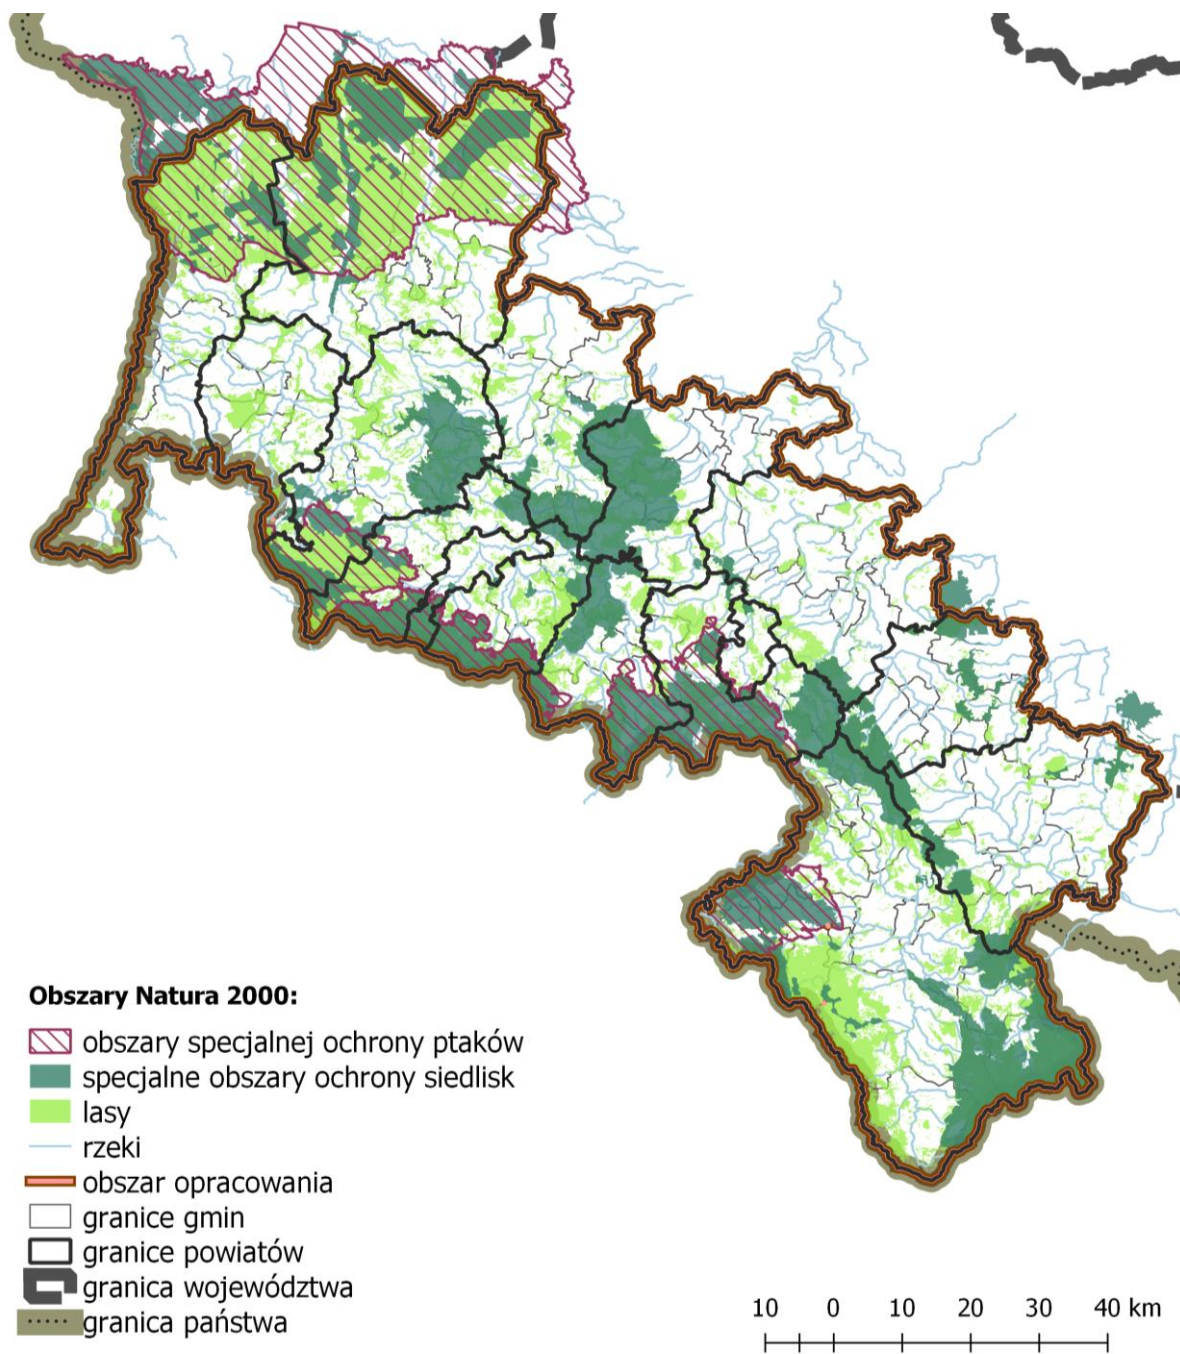 Obszary Natura 2000:
obszary specjalnej ochrony ptaków
specjalne obszary ochrony siedlisk
lasy
rzeki
obszar opracowania
granice gmin
granice powiatów
granica województwa
granica państwa
10 0 10 20 30 40 km